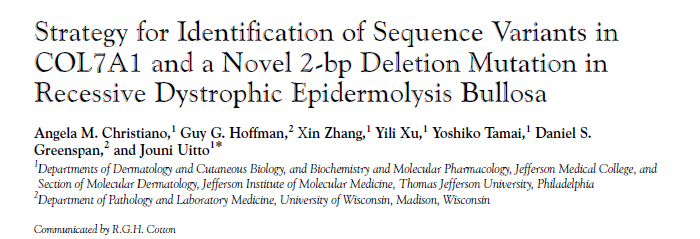 Strategy for Identification of Sequence Variants in
COL7A1 and a Novel 2-bp Deletion Mutation in
Recessive Dystrophic Epidermolysis Bullosa
Angela M. Christiano,1 Guy G. Hoffman,2 Xin Zhang,1 Yili Xu,1 Yoshiko Tamai,1 Daniel S.
Greenspan,2 and Jouni Uitto1*
1Departments of Dermatology and Cutaneous Biology, and Biochemistry and Molecular Pharmacology, Jefferson Medical College, and
Section of Molecular Dermatology, Jefferson Institute of Molecular Medicine, Thomas Jefferson University, Philadelphia
2Department of Pathology and Laboratory Medicine, University of Wisconsin, Madison, Wisconsin
Communicated by R.G.H. Cotton